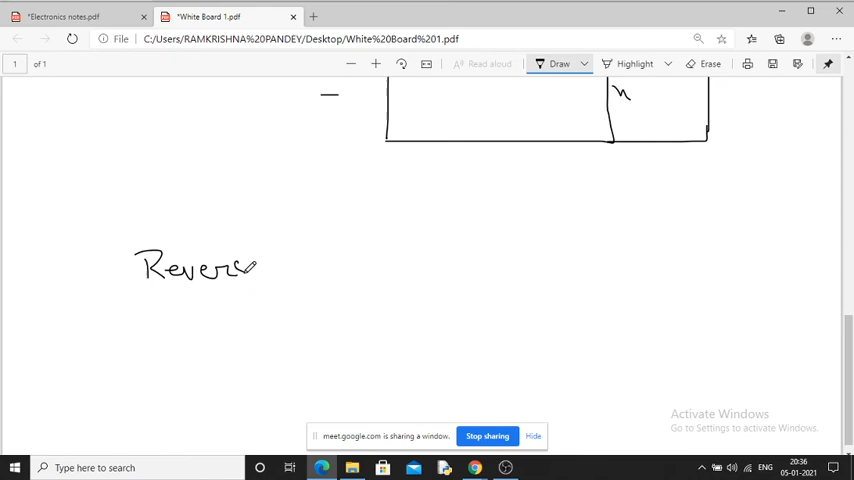 *Electronics notes.pdf
*White Board 1.pdf
File
C:/Users/RAMKRISHNA%20PANDEY/Desktop/White%20Board%201.pdf
1 of 1
Read aloud
Draw
Highlight
Erase
n
Revers
meet.google.com is sharing a window.
Stop sharing
Hide
Activate Windows
Go to Settings to activate Windows.
Type here to search
ENG
20:36
05-01-2021